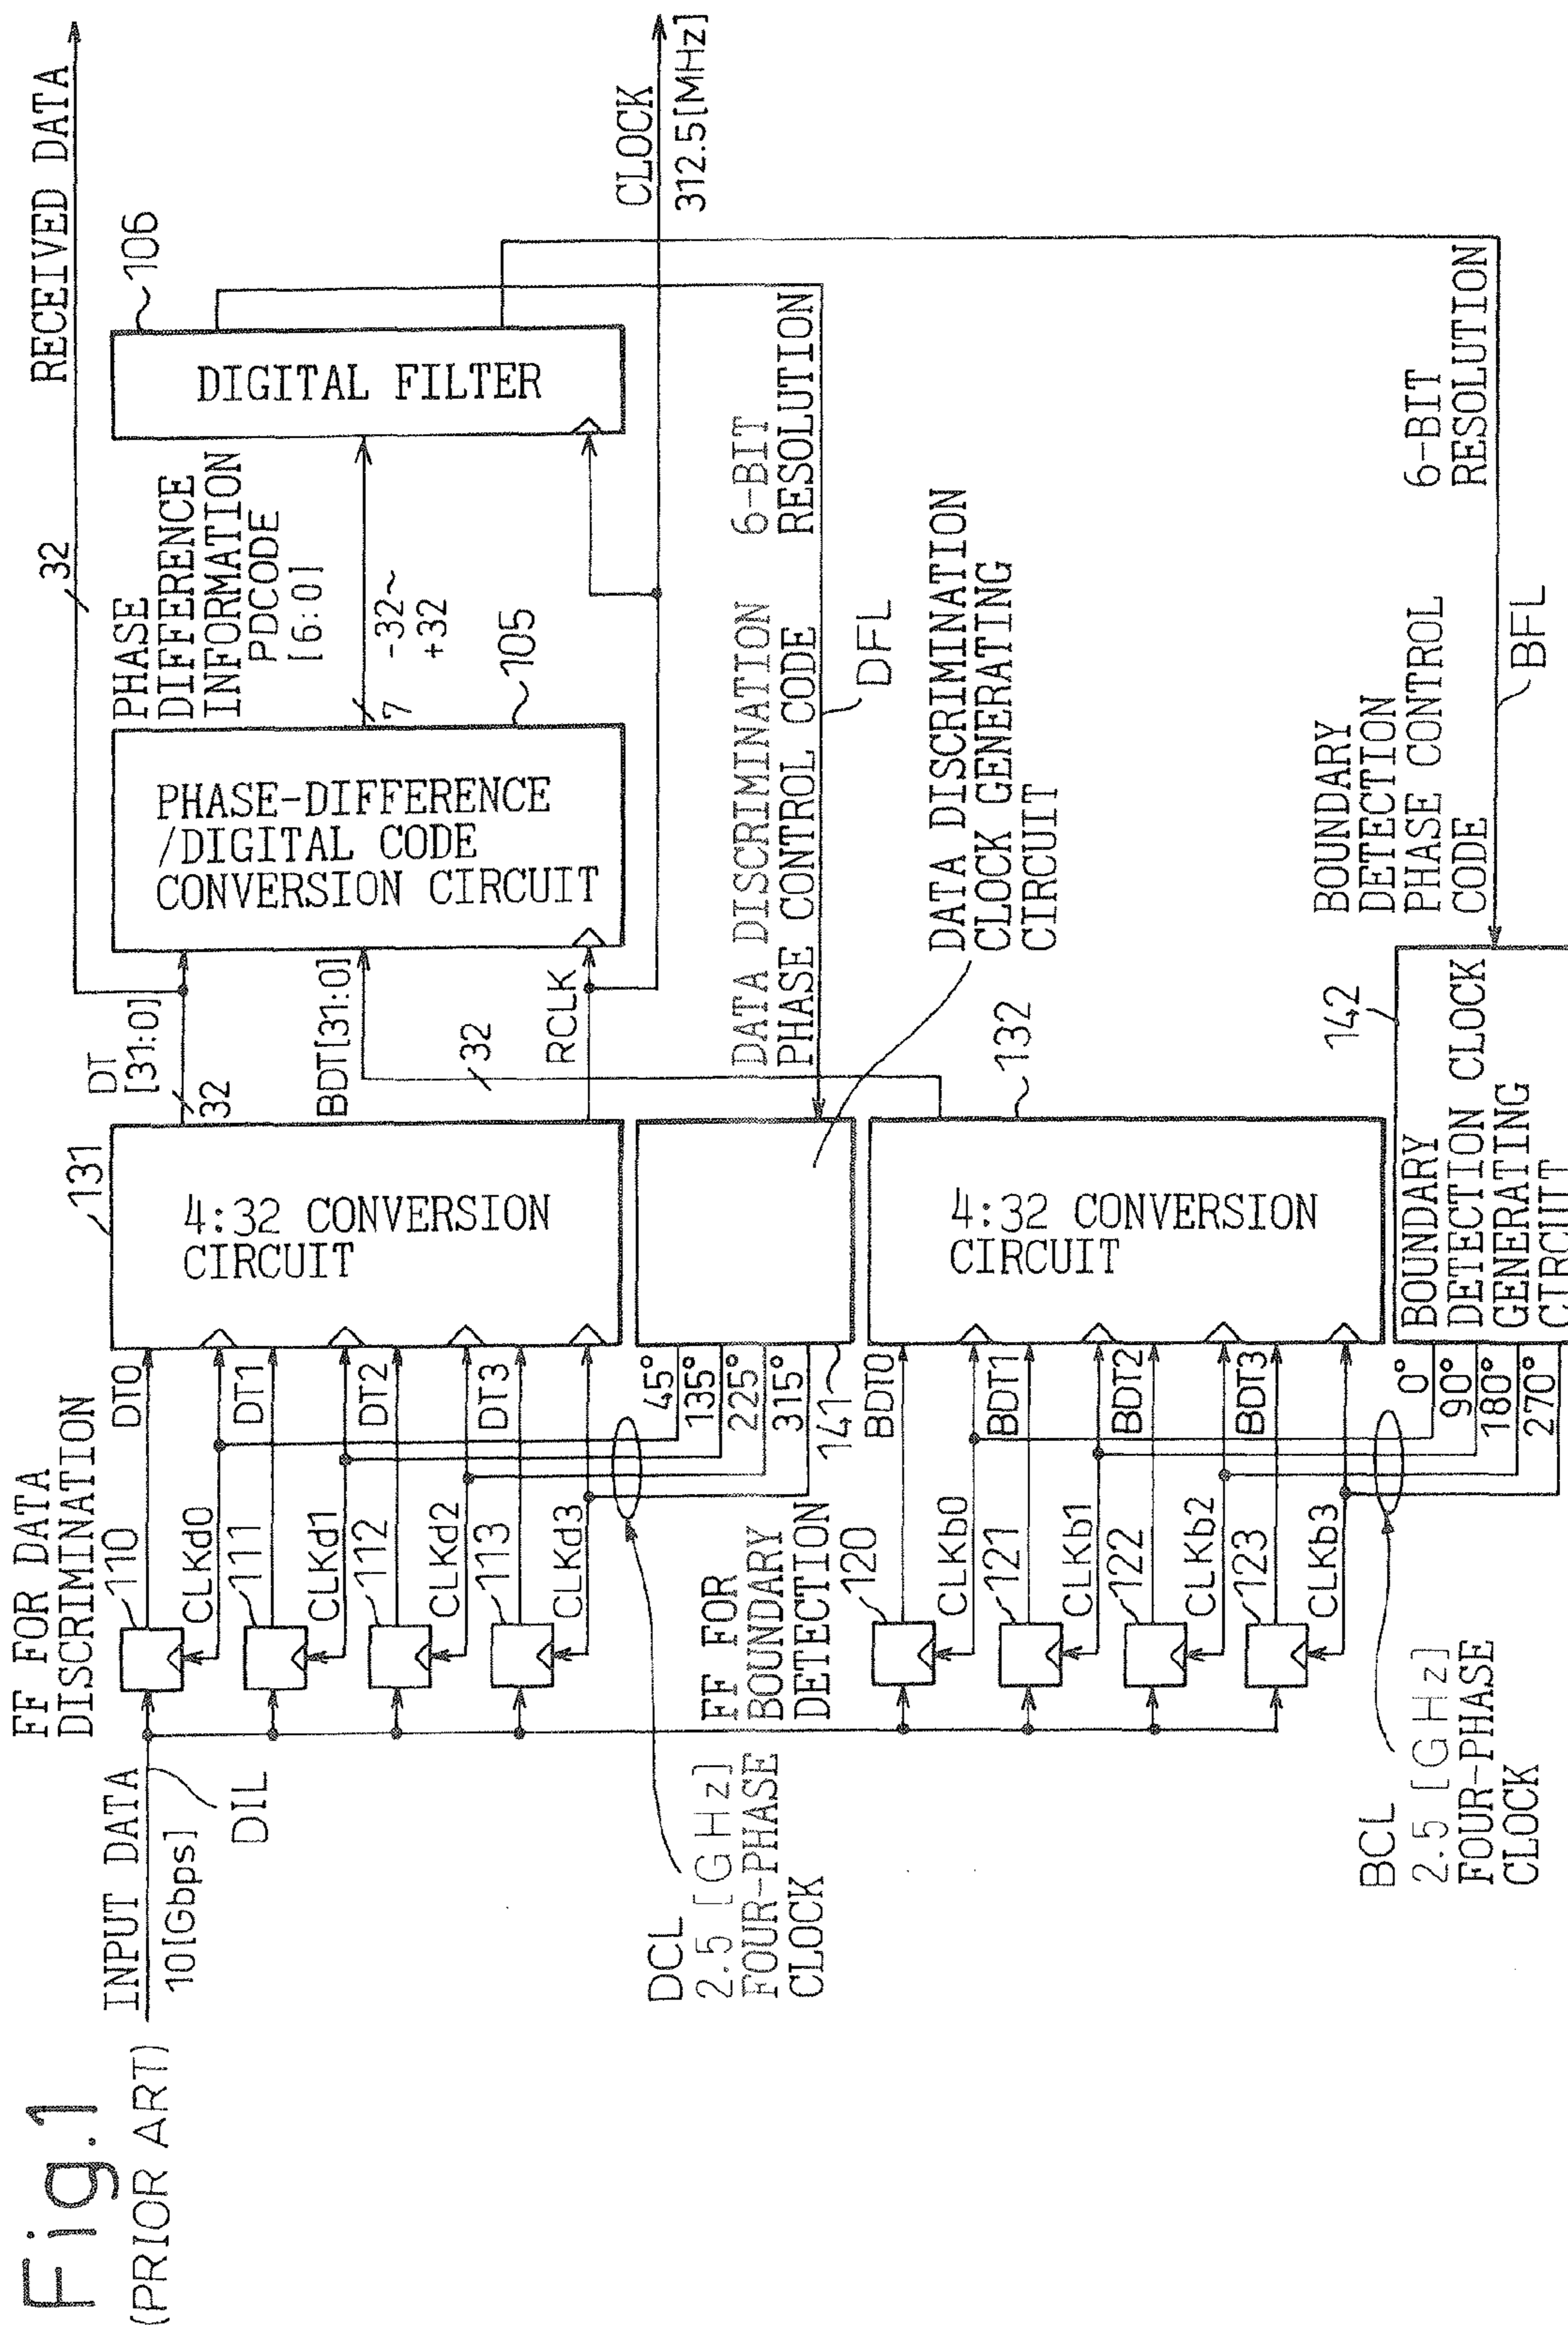 Fig.1
(PRIOR ART)
INPUT DATA
10[Gbps]
DIL
FF FOR DATA
DISCRIMINATION
110
CLKd0
111
CLKd1
112
CLKd2
113
CLKd3
DT0
DT1
DT2
DT3
131
4:32 CONVERSION
CIRCUIT
DT
[31:0]
32
BDT[31:0]
32
RCLK
PHASE-DIFFERENCE
/DIGITAL CODE
CONVERSION CIRCUIT
105
PHASE
DIFFERENCE
INFORMATION
PDCODE
[6:0]
7
-32~
+32
32
RECEIVED DATA
106
DIGITAL FILTER
CLOCK
312.5[MHz]
DCL
2.5 [GHz]
FOUR-PHASE
CLOCK
45°
135°
225°
315°
141
DATA DISCRIMINATION
PHASE CONTROL CODE
6-BIT
RESOLUTION
DFL
DATA DISCRIMINATION
CLOCK GENERATING
CIRCUIT
FF FOR
BOUNDARY
DETECTION
120
CLKb0
121
CLKb1
122
CLKb2
123
CLKb3
BDT0
BDT1
BDT2
BDT3
132
4:32 CONVERSION
CIRCUIT
BCL
2.5 [GHz]
FOUR-PHASE
CLOCK
0°
90°
180°
270°
142
BOUNDARY
DETECTION CLOCK
GENERATING
CIRCUIT
BOUNDARY
DETECTION
PHASE CONTROL
CODE
6-BIT
RESOLUTION
BFL